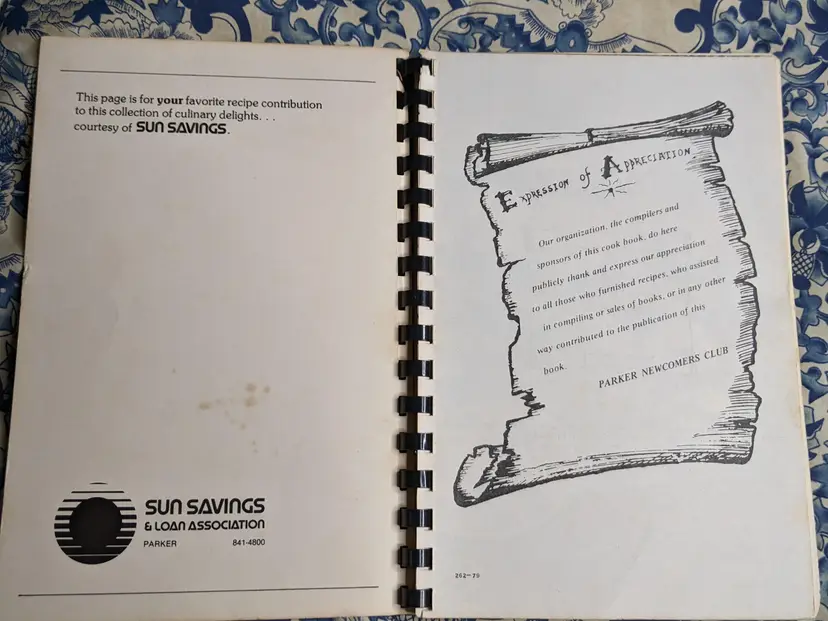 This page is for your favorite recipe contribution
to this collection of culinary delights. . .
courtesy of SUN SAVINGS.
SUN SAVINGS
& LOAN ASSOCIATION
PARKER 841-4800
EXPRESSION of APPRECIATION
Our organization, the compilers and
sponsors of this cook book, do here
publicly thank and express our appreciation
to all those who furnished recipes, who assisted
in compiling or sales of books, or in any other
way contributed to the publication of this
book.
PARKER NEWCOMERS CLUB
262-79